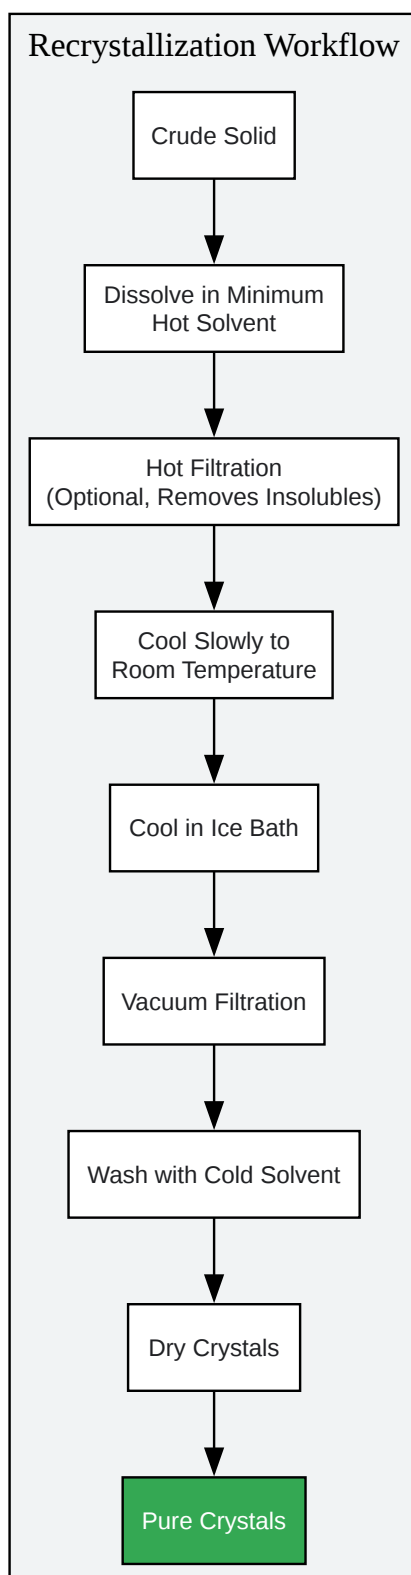 Recrystallization Workflow
Crude Solid
Dissolve in Minimum
Hot Solvent
Hot Filtration
(Optional, Removes Insolubles)
Cool Slowly to
Room Temperature
Cool in Ice Bath
Vacuum Filtration
Wash with Cold Solvent
Dry Crystals
Pure Crystals